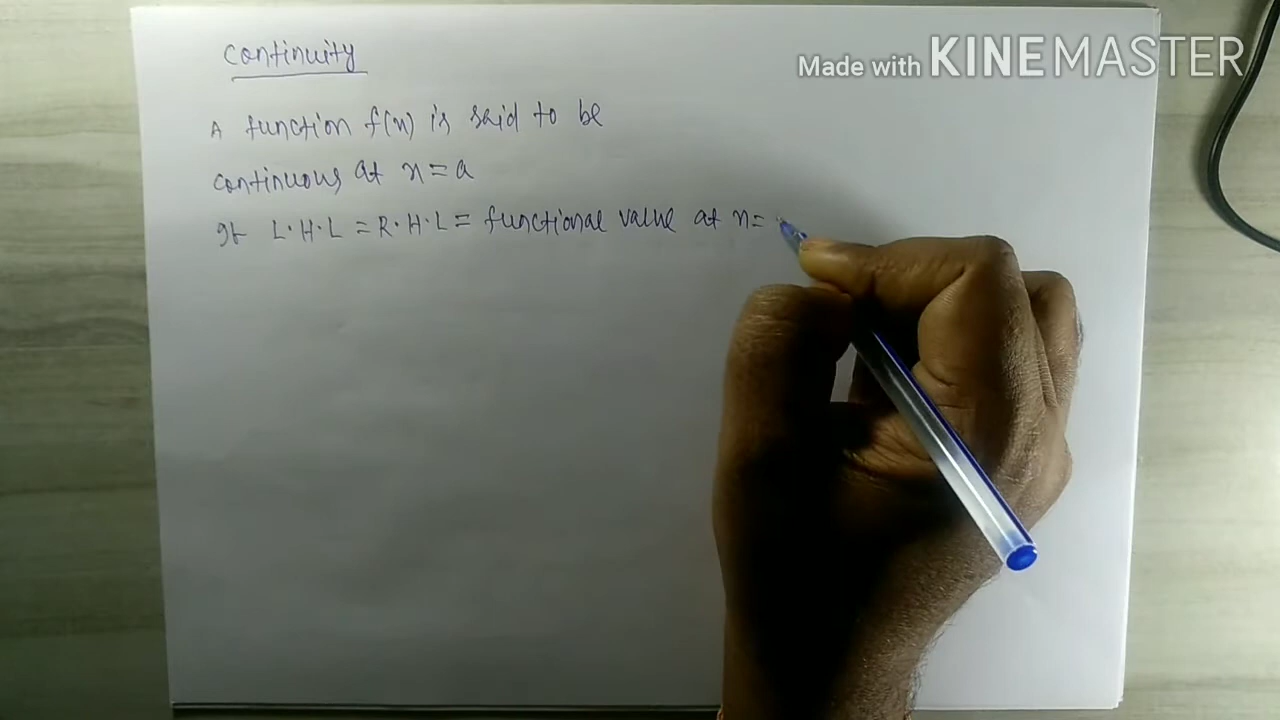 Continuity
Made with KINEMASTER
A function f(x) is said to be
continuous at x = a
If L.H.L = R.H.L = functional value at x =